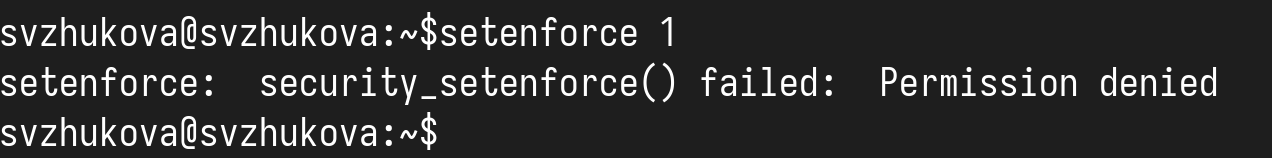 svzhukova@svzhukova:~$setenforce 1
setenforce:  security_setenforce() failed:  Permission denied
svzhukova@svzhukova:~$